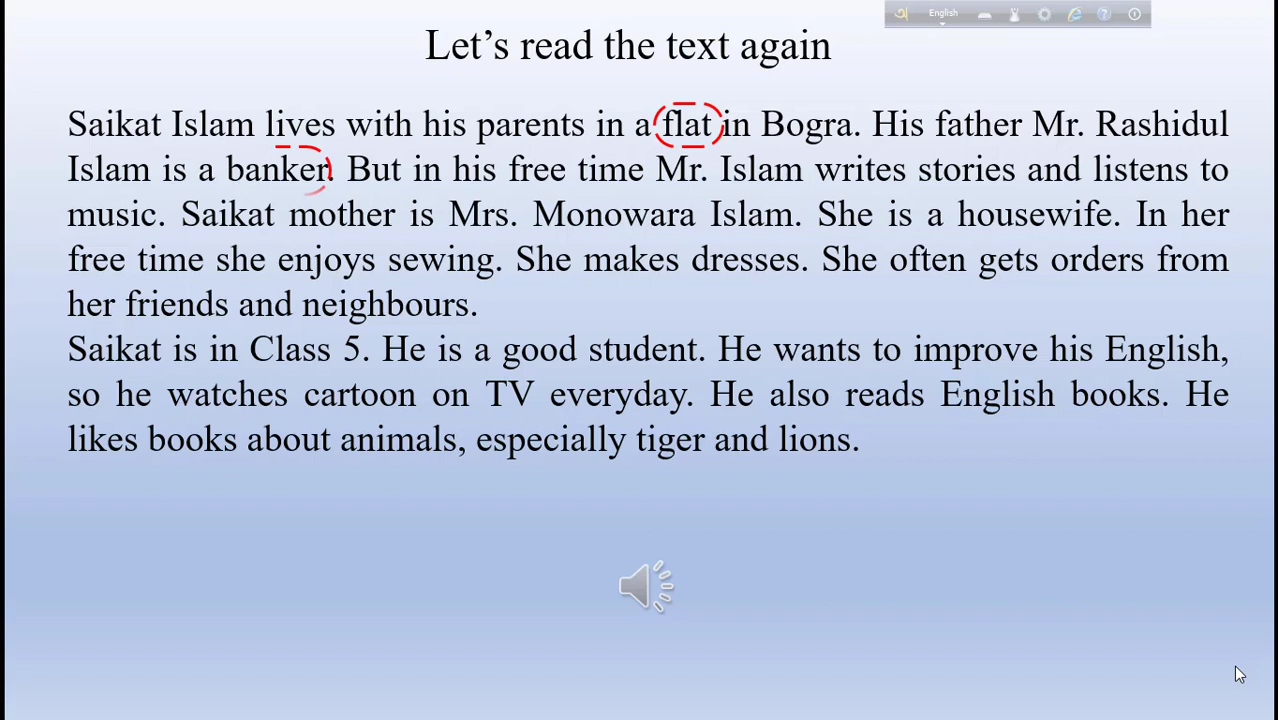 অ English
Let's read the text again
Saikat Islam lives with his parents in a flat in Bogra. His father Mr. Rashidul
Islam is a banker. But in his free time Mr. Islam writes stories and listens to
music. Saikat mother is Mrs. Monowara Islam. She is a housewife. In her
free time she enjoys sewing. She makes dresses. She often gets orders from
her friends and neighbours.
Saikat is in Class 5. He is a good student. He wants to improve his English,
so he watches cartoon on TV everyday. He also reads English books. He
likes books about animals, especially tiger and lions.